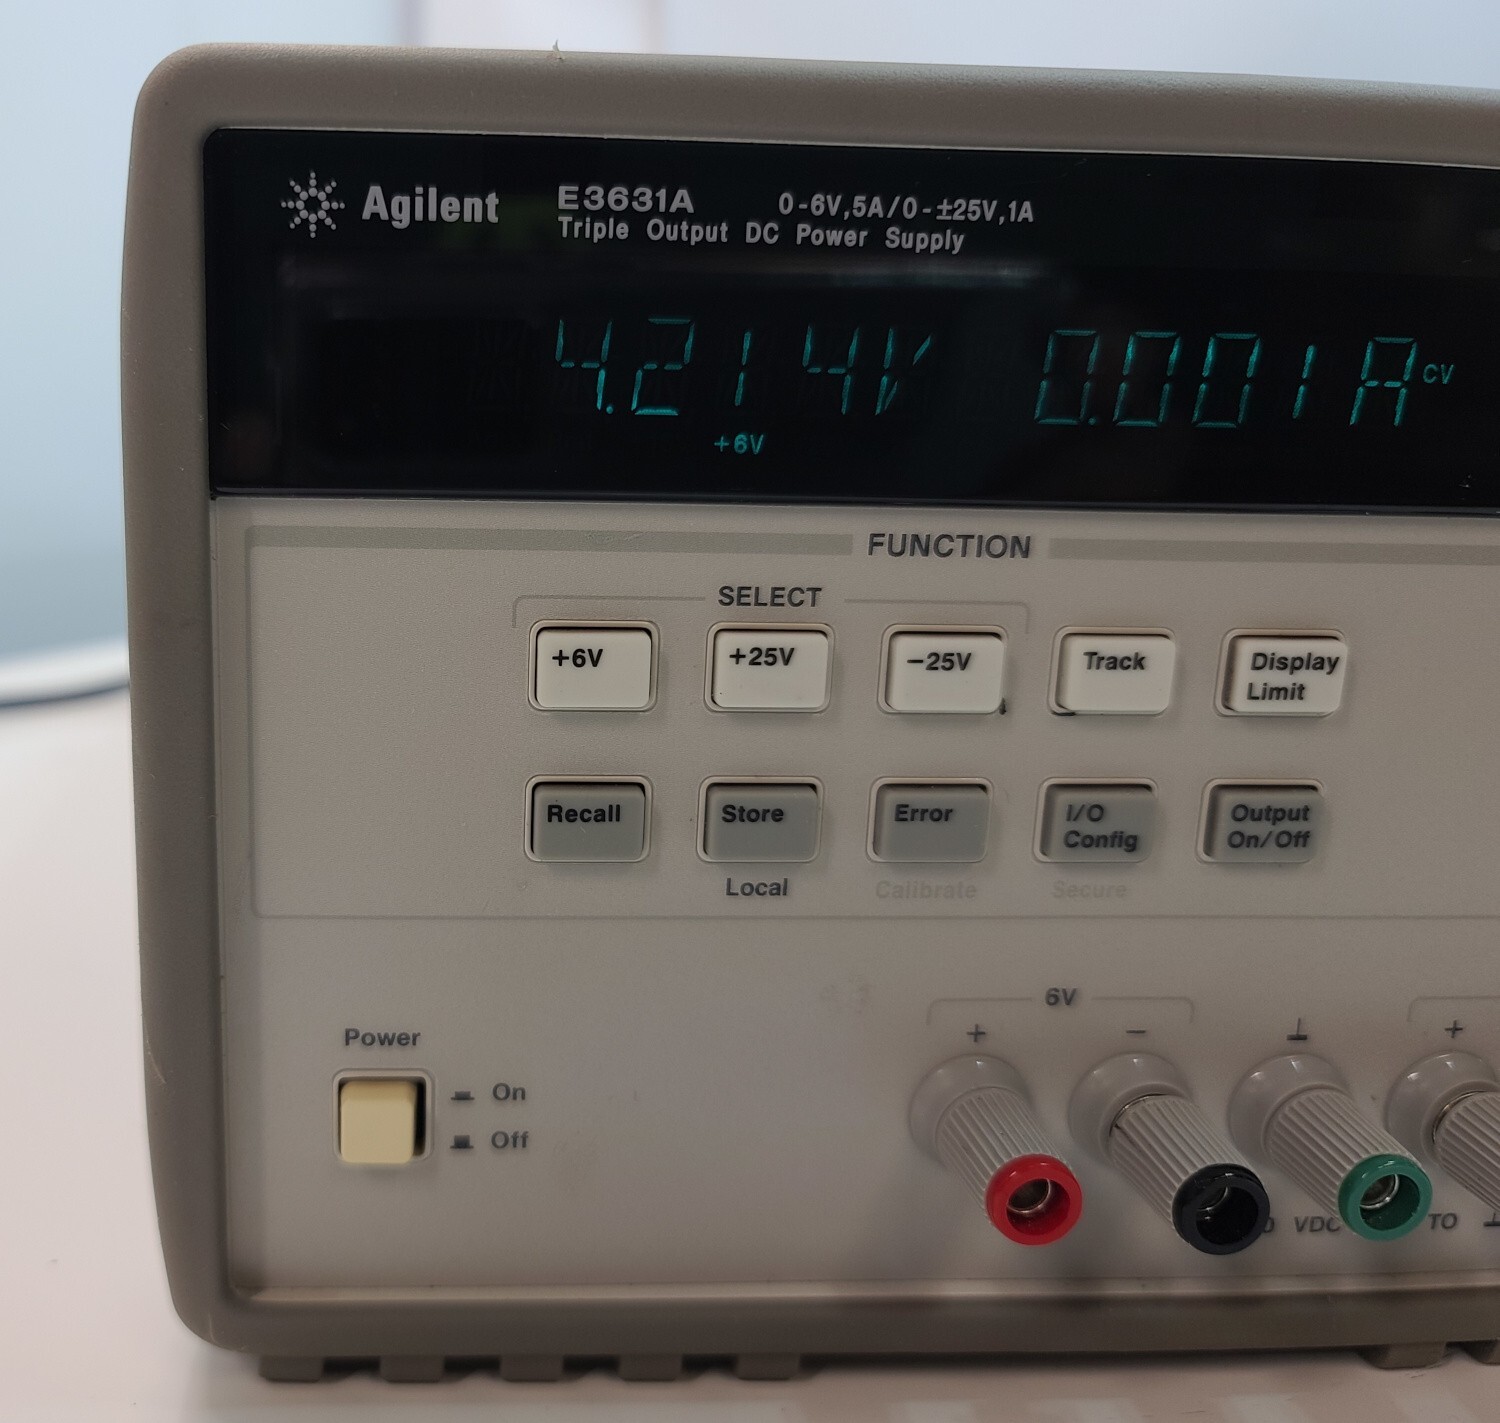 Agilent E3631A 0-6V,5A/0-±25V,1A
Triple Output DC Power Supply
4.214V 0.001A CV
+6V
FUNCTION
SELECT
+6V +25V -25V Track Display Limit
Recall Store Error I/O Config Output On/Off
Local Calibrate Secure
6V
Power
+ - ⊥ +
On
Off
VDC TO ⊥